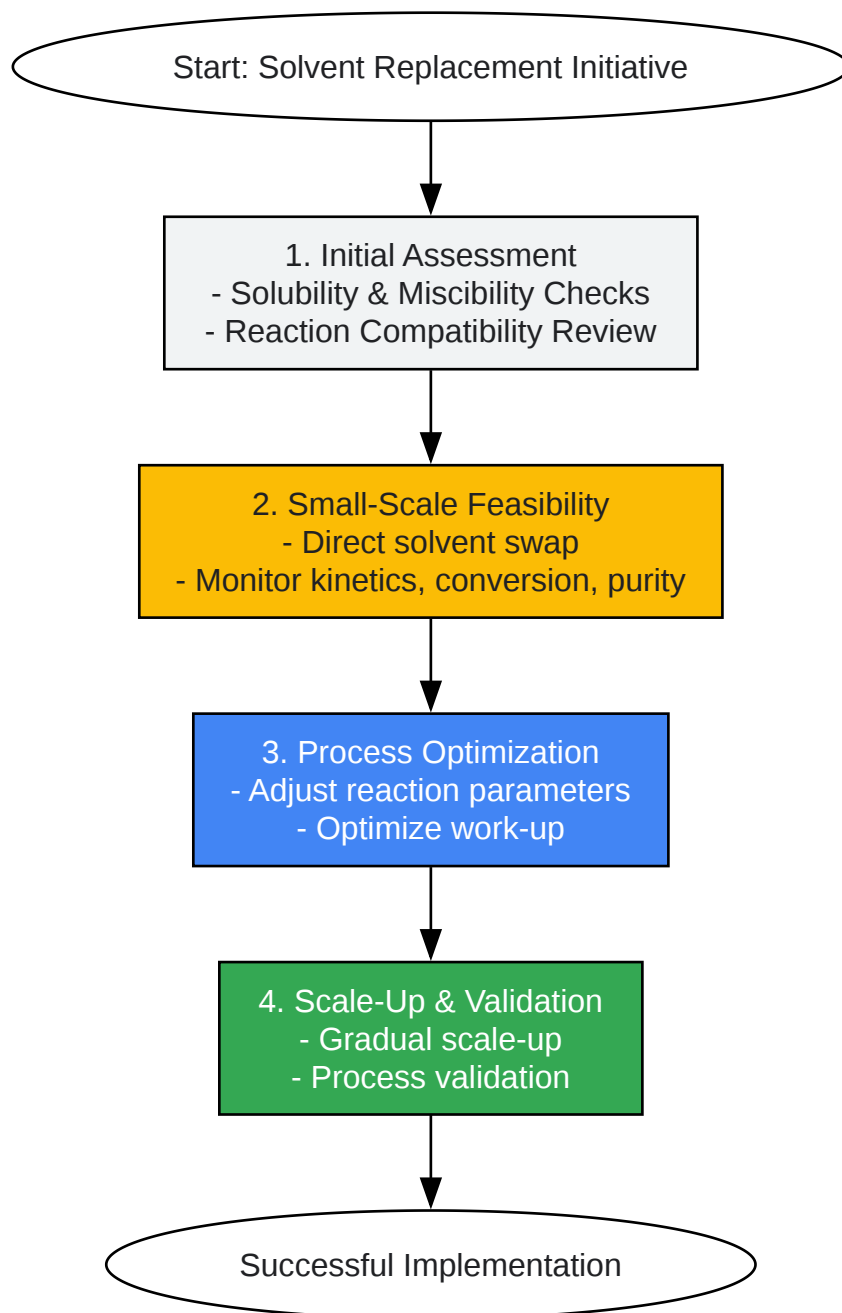 Start: Solvent Replacement Initiative
1. Initial Assessment
- Solubility & Miscibility Checks
- Reaction Compatibility Review
2. Small-Scale Feasibility
- Direct solvent swap
- Monitor kinetics, conversion, purity
3. Process Optimization
- Adjust reaction parameters
- Optimize work-up
4. Scale-Up & Validation
- Gradual scale-up
- Process validation
Successful Implementation